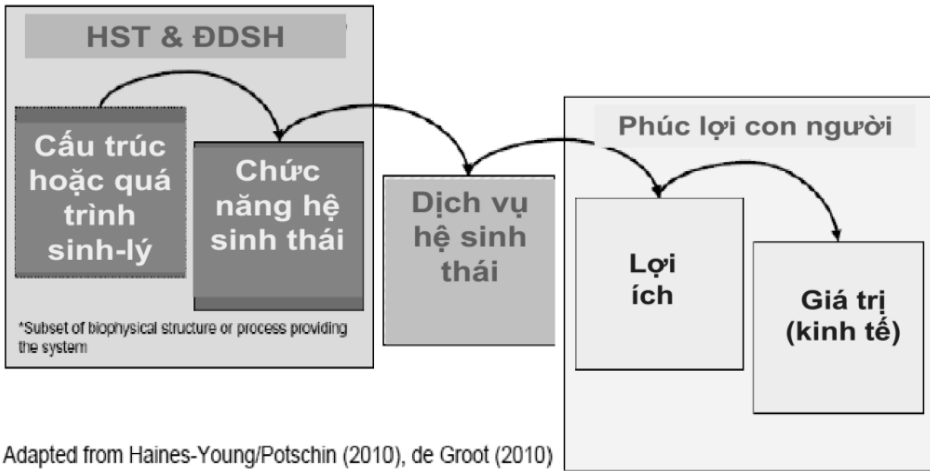 HST & ĐDSH
Cấu trúc
hoặc quá
trình
sinh-lý
Chức
năng hệ
sinh thái
*Subset of biophysical structure or process providing
the system
Dịch vụ
hệ sinh
thái
Phúc lợi con người
Lợi
ích
Giá trị
(kinh tế)
Adapted from Haines-Young/Potschin (2010), de Groot (2010)